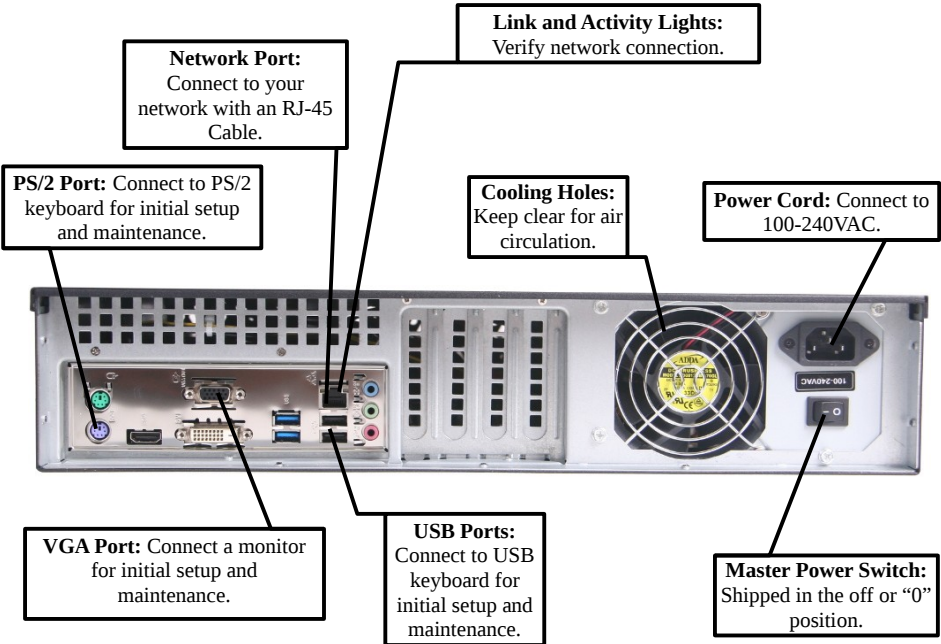 Link and Activity Lights:
Verify network connection.
Network Port:
Connect to your
network with an RJ-45
Cable.
PS/2 Port: Connect to PS/2
keyboard for initial setup
and maintenance.
Cooling Holes:
Keep clear for air
circulation.
Power Cord: Connect to
100-240VAC.
ADDA
100-240VAC
VGA Port: Connect a monitor
for initial setup and
maintenance.
USB Ports:
Connect to USB
keyboard for
initial setup and
maintenance.
Master Power Switch:
Shipped in the off or “0”
position.